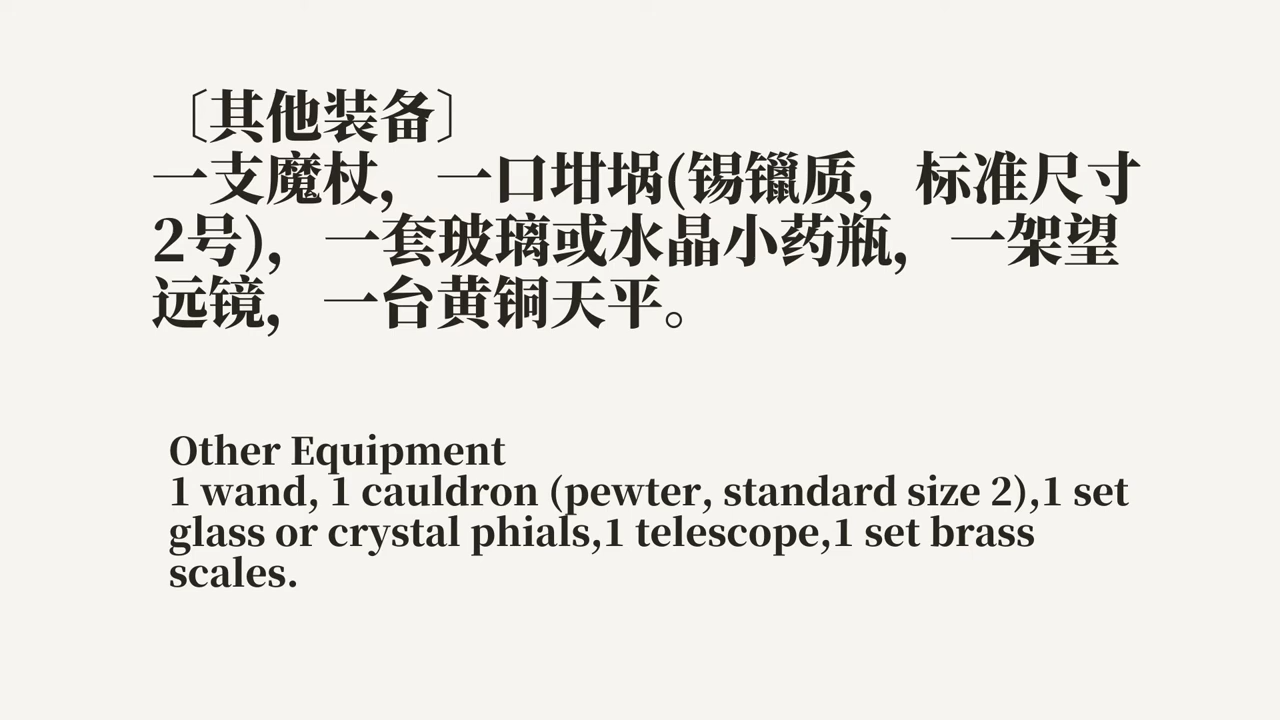 〔其他装备〕
一支魔杖，一口坩埚(锡镴质，标准尺寸
2号)，一套玻璃或水晶小药瓶，一架望
远镜，一台黄铜天平。
Other Equipment
1 wand, 1 cauldron (pewter, standard size 2),1 set
glass or crystal phials,1 telescope,1 set brass
scales.